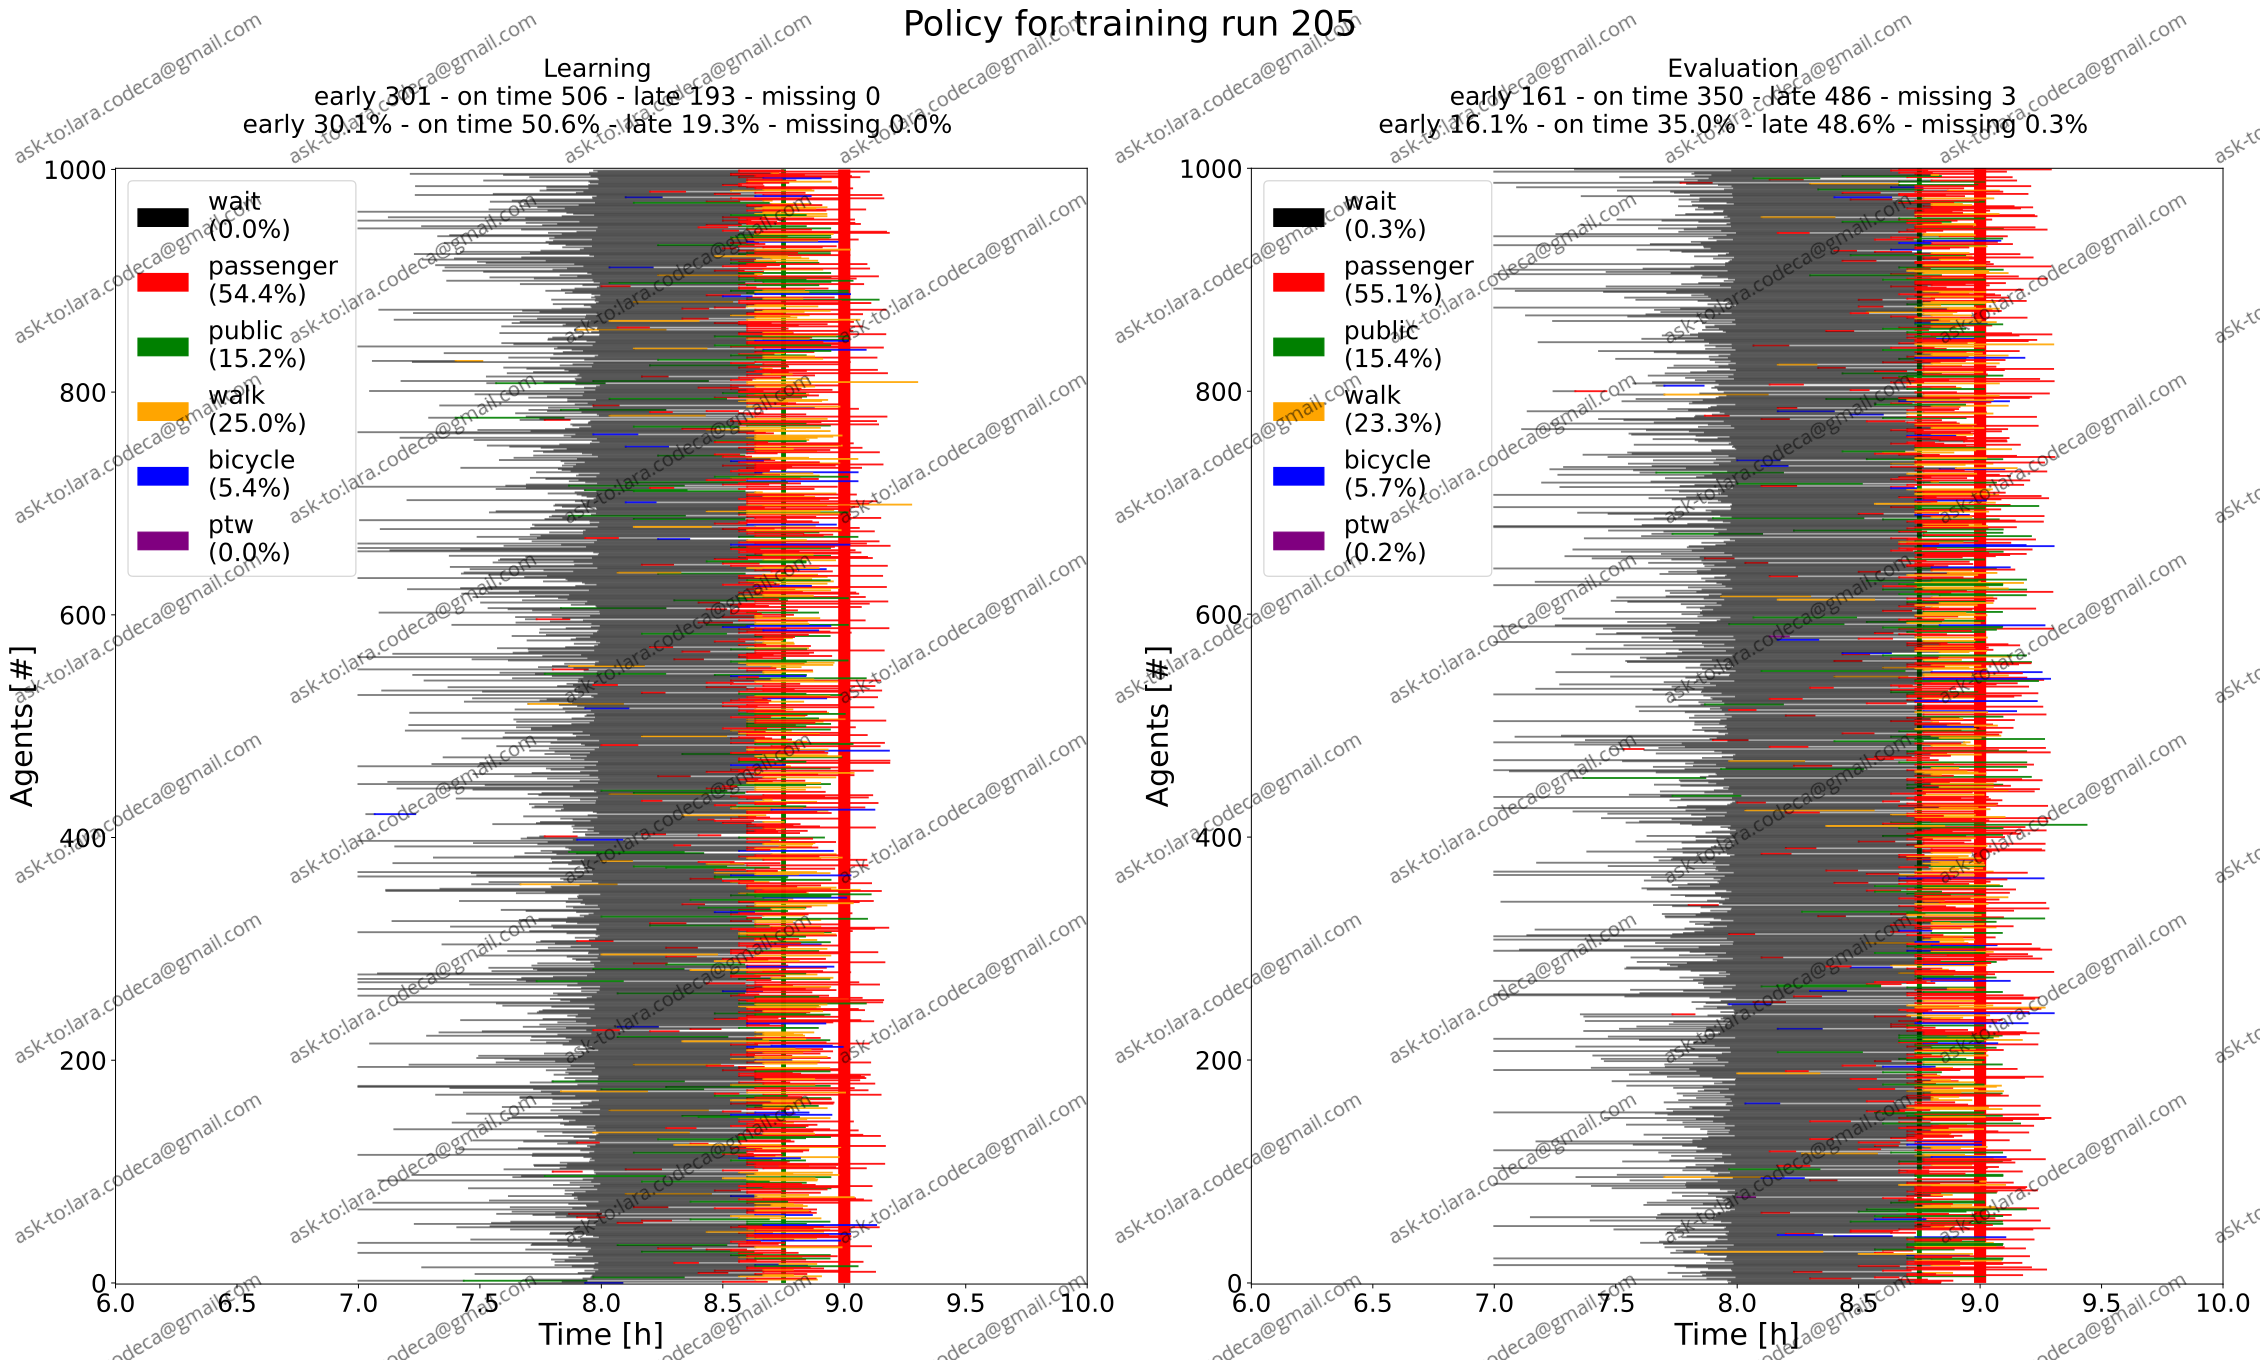 Policy for training run 205
Learning
early 301 - on time 506 - late 193 - missing 0
early 30.1% - on time 50.6% - late 19.3% - missing 0.0%
wait
(0.0%)
passenger
(54.4%)
public
(15.2%)
walk
(25.0%)
bicycle
(5.4%)
ptw
(0.0%)
Agents [#]
1000
800
600
400
200
0
6.0 6.5 7.0 7.5 8.0 8.5 9.0 9.5 10.0
Time [h]
Evaluation
early 161 - on time 350 - late 486 - missing 3
early 16.1% - on time 35.0% - late 48.6% - missing 0.3%
wait
(0.3%)
passenger
(55.1%)
public
(15.4%)
walk
(23.3%)
bicycle
(5.7%)
ptw
(0.2%)
Agents [#]
1000
800
600
400
200
0
6.0 6.5 7.0 7.5 8.0 8.5 9.0 9.5 10.0
Time [h]
ask-to:lara.codeca@gmail.com